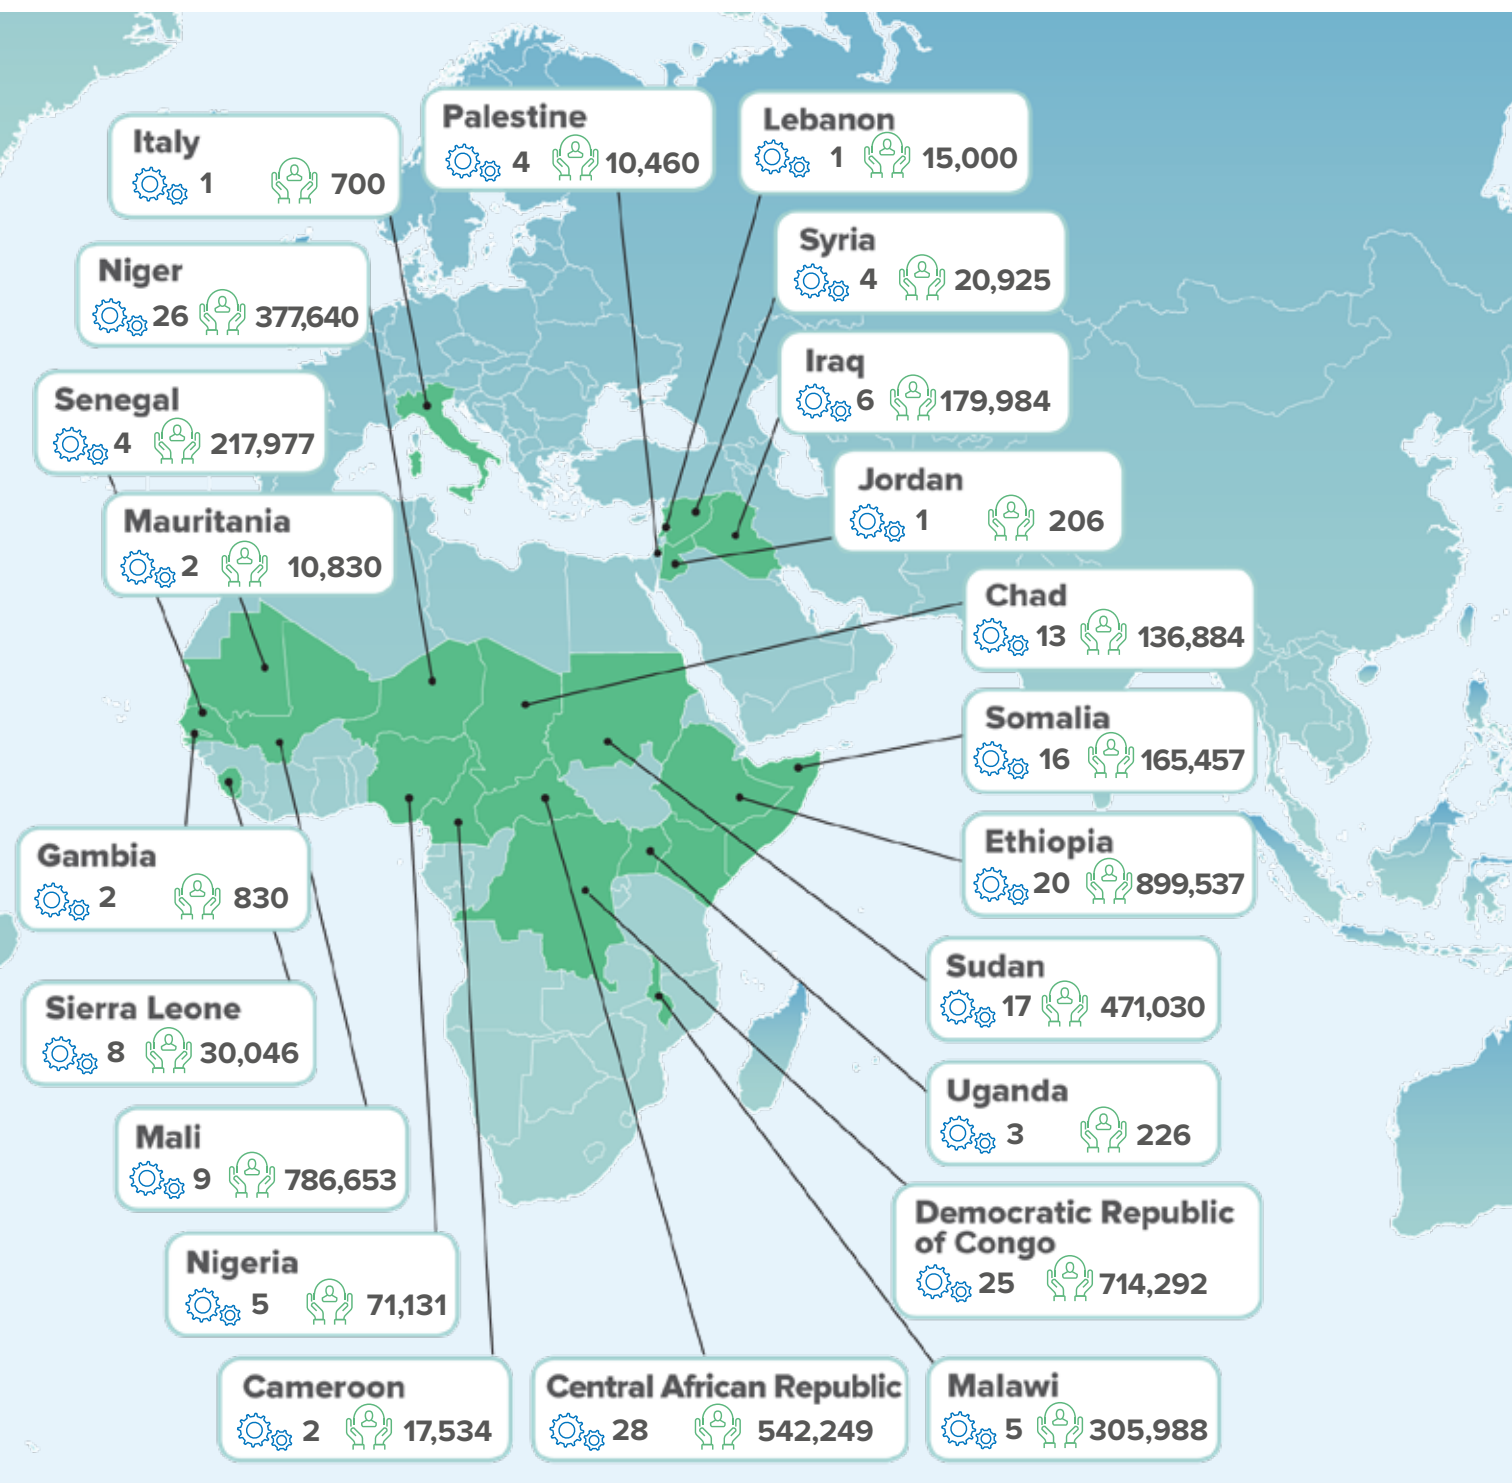 Italy
1 700
Palestine
4 10,460
Lebanon
1 15,000
Niger
26 377,640
Syria
4 20,925
Senegal
4 217,977
Iraq
6 179,984
Mauritania
2 10,830
Jordan
1 206
Chad
13 136,884
Somalia
16 165,457
Gambia
2 830
Ethiopia
20 899,537
Sierra Leone
8 30,046
Sudan
17 471,030
Mali
9 786,653
Uganda
3 226
Nigeria
5 71,131
Democratic Republic
of Congo
25 714,292
Cameroon
2 17,534
Central African Republic
28 542,249
Malawi
5 305,988